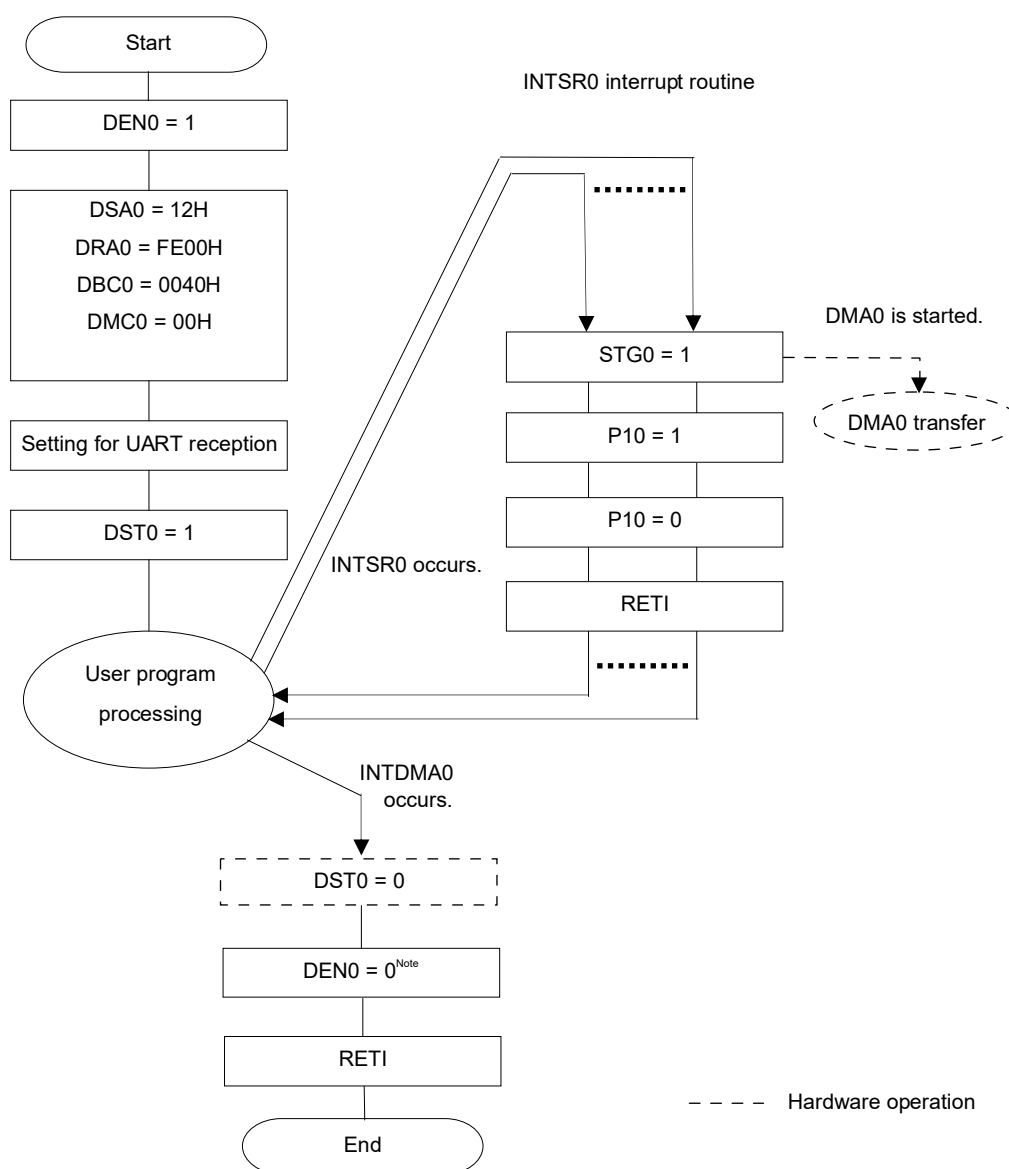 Start
DEN0 = 1
DSA0 = 12H
DRA0 = FE00H
DBC0 = 0040H
DMC0 = 00H
Setting for UART reception
DST0 = 1
User program
processing
INTSR0 occurs.
INTSR0 interrupt routine
STG0 = 1
DMA0 is started.
DMA0 transfer
P10 = 1
P10 = 0
RETI
INTDMA0
occurs.
DST0 = 0
DEN0 = 0Note
RETI
End
Hardware operation